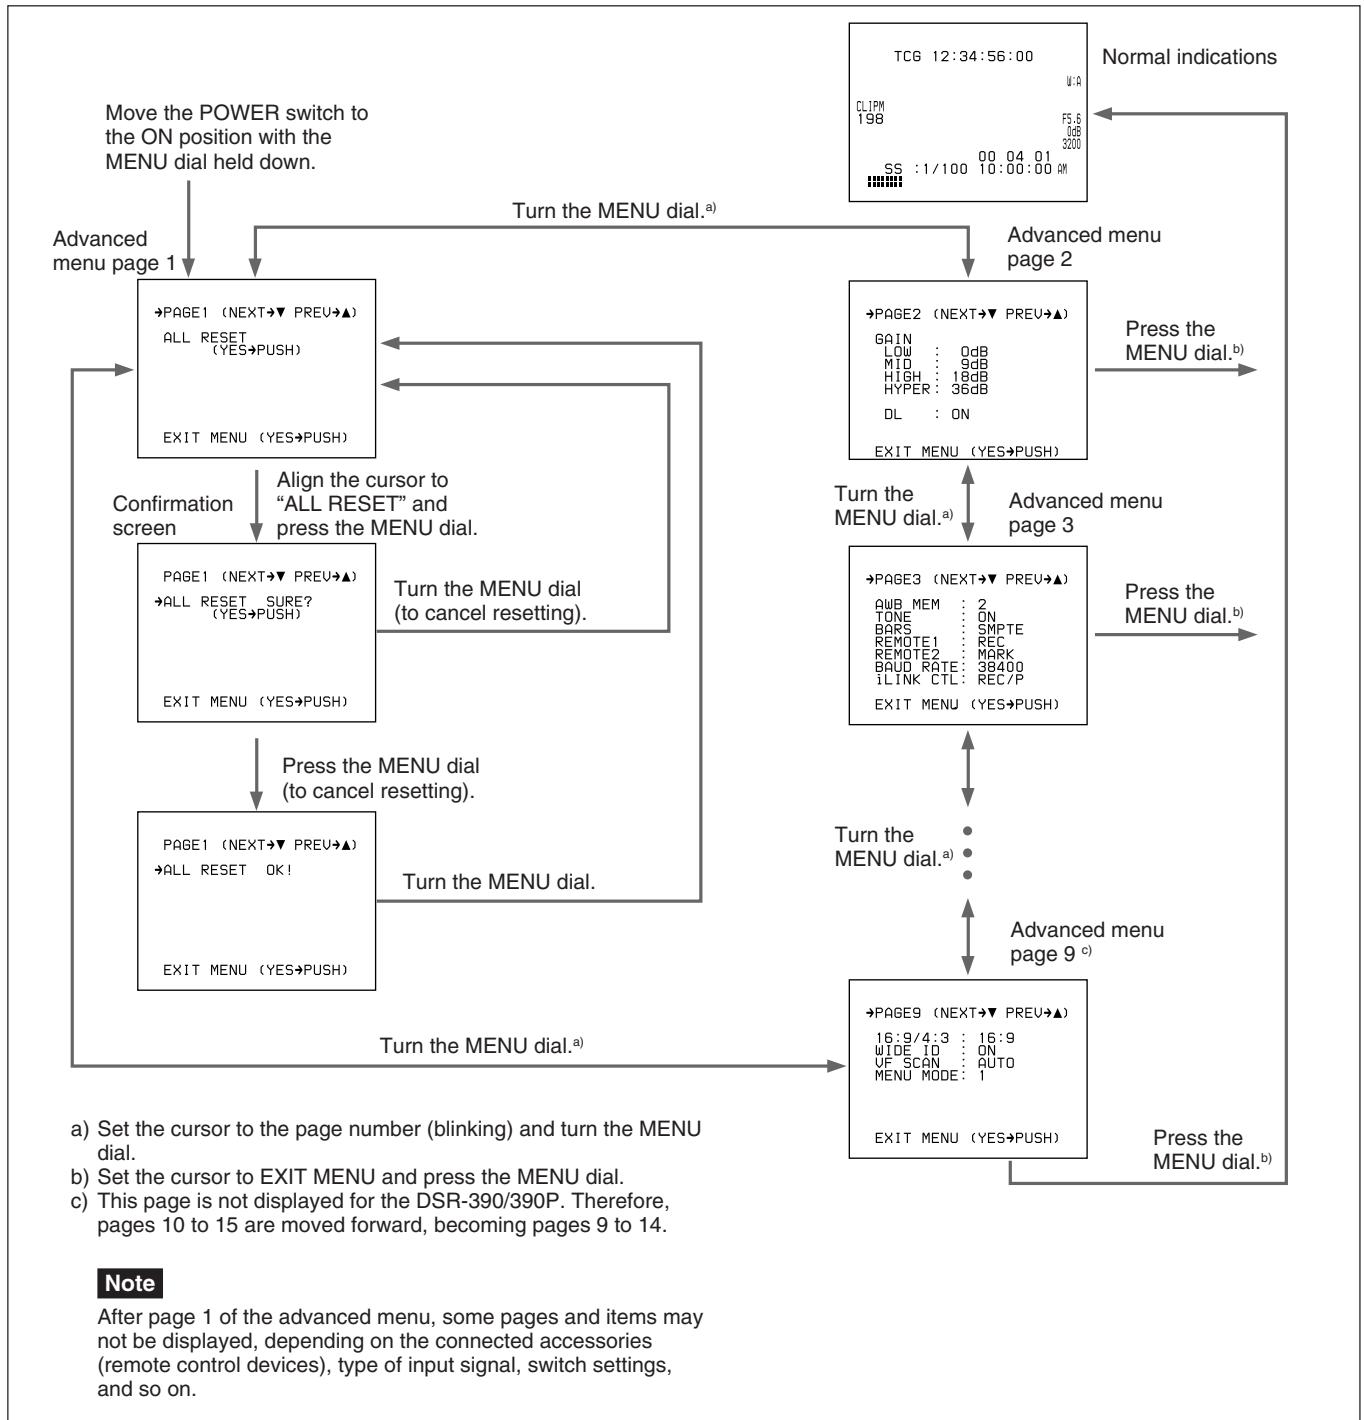 TCG 12:34:56:00
Normal indications
W:A
CLIPM
198
F5.6
0dB
3200
00 04 01
SS :1/100 10:00:00 AM
Move the POWER switch to
the ON position with the
MENU dial held down.
Turn the MENU dial.a)
Advanced
menu page 1
➔PAGE1 (NEXT➔▼ PREV➔▲)
ALL RESET
(YES➔PUSH)
EXIT MENU (YES➔PUSH)
Advanced menu
page 2
➔PAGE2 (NEXT➔▼ PREV➔▲)
GAIN
LOW : 0dB
MID : 9dB
HIGH : 18dB
HYPER: 36dB
DL : ON
EXIT MENU (YES➔PUSH)
Press the
MENU dial.b)
Align the cursor to
“ALL RESET” and
press the MENU dial.
Confirmation
screen
PAGE1 (NEXT➔▼ PREV➔▲)
➔ALL RESET SURE?
(YES➔PUSH)
EXIT MENU (YES➔PUSH)
Turn the MENU dial
(to cancel resetting).
Turn the
MENU dial.a)
Advanced menu
page 3
➔PAGE3 (NEXT➔▼ PREV➔▲)
AWB MEM : 2
TONE : ON
BARS : SMPTE
REMOTE1 : REC
REMOTE2 : MARK
BAUD RATE: 38400
iLINK CTL: REC/P
EXIT MENU (YES➔PUSH)
Press the
MENU dial.b)
Press the MENU dial
(to cancel resetting).
PAGE1 (NEXT➔▼ PREV➔▲)
➔ALL RESET OK!
EXIT MENU (YES➔PUSH)
Turn the MENU dial.
Turn the
MENU dial.a)
Advanced menu
page 9 c)
➔PAGE9 (NEXT➔▼ PREV➔▲)
16:9/4:3 : 16:9
WIDE ID : ON
VF SCAN : AUTO
MENU MODE: 1
EXIT MENU (YES➔PUSH)
Turn the MENU dial.a)
Press the
MENU dial.b)
a) Set the cursor to the page number (blinking) and turn the MENU
dial.
b) Set the cursor to EXIT MENU and press the MENU dial.
c) This page is not displayed for the DSR-390/390P. Therefore,
pages 10 to 15 are moved forward, becoming pages 9 to 14.
Note
After page 1 of the advanced menu, some pages and items may
not be displayed, depending on the connected accessories
(remote control devices), type of input signal, switch settings,
and so on.